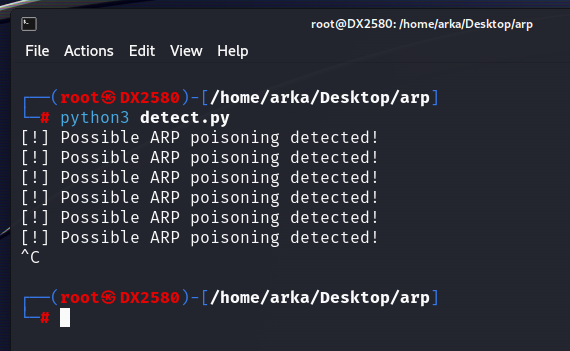 root@DX2580: /home/arka/Desktop/arp
File Actions Edit View Help
┌──(root㉿DX2580)-[/home/arka/Desktop/arp]
└─# python3 detect.py
[!] Possible ARP poisoning detected!
[!] Possible ARP poisoning detected!
[!] Possible ARP poisoning detected!
[!] Possible ARP poisoning detected!
[!] Possible ARP poisoning detected!
[!] Possible ARP poisoning detected!
^C
┌──(root㉿DX2580)-[/home/arka/Desktop/arp]
└─#